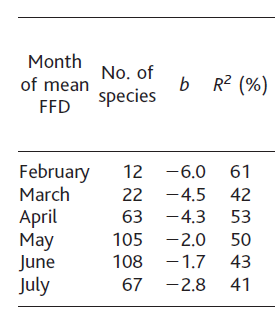 Month of mean FFD No. of species b R² (%)
February 12 −6.0 61
March 22 −4.5 42
April 63 −4.3 53
May 105 −2.0 50
June 108 −1.7 43
July 67 −2.8 41